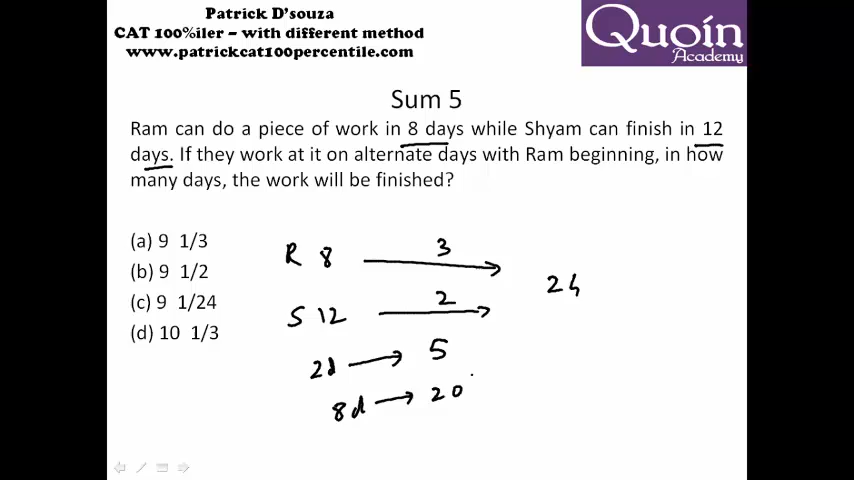 Patrick D'souza
CAT 100%iler – with different method
www.patrickcat100percentile.com
Quoin
Academy
Sum 5
Ram can do a piece of work in 8 days while Shyam can finish in 12
days. If they work at it on alternate days with Ram beginning, in how
many days, the work will be finished?
(a) 9 1/3
(b) 9 1/2
(c) 9 1/24
(d) 10 1/3
R 8 3
24
S 12 2
2d 5
8d 20